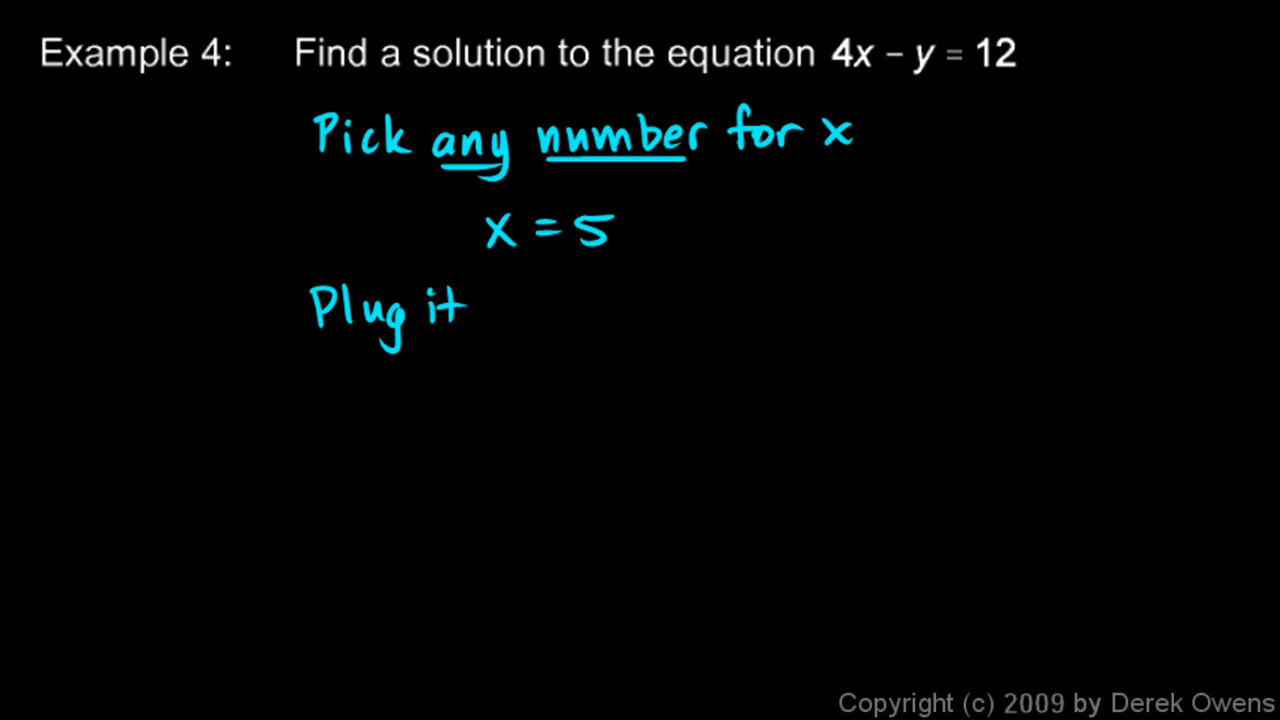 Example 4: Find a solution to the equation 4x − y = 12
Pick any number for x
x = 5
Plug it
Copyright (c) 2009 by Derek Owens